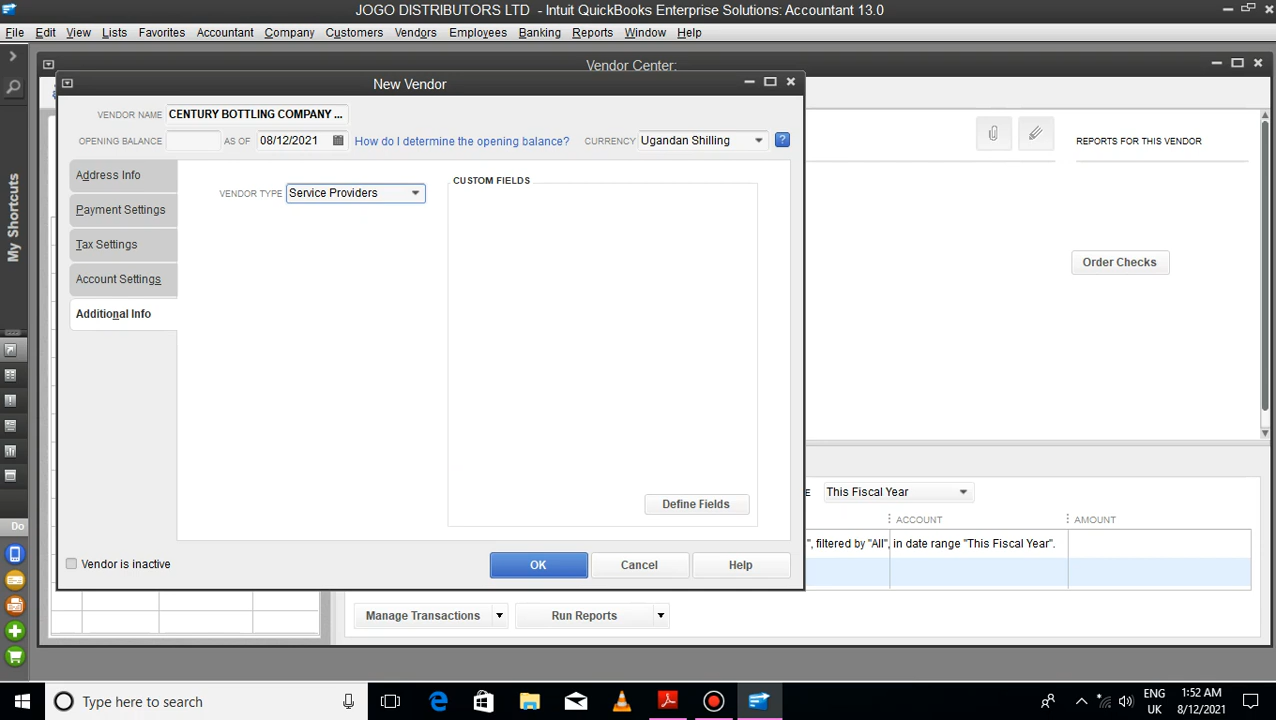 JOGO DISTRIBUTORS LTD - Intuit QuickBooks Enterprise Solutions: Accountant 13.0
File Edit View Lists Favorites Accountant Company Customers Vendors Employees Banking Reports Window Help
Vendor Center:
New Vendor
VENDOR NAME CENTURY BOTTLING COMPANY ...
OPENING BALANCE AS OF 08/12/2021 How do I determine the opening balance? CURRENCY Ugandan Shilling ?
REPORTS FOR THIS VENDOR
Address Info
Payment Settings
Tax Settings
Account Settings
Additional Info
VENDOR TYPE Service Providers
CUSTOM FIELDS
Define Fields
Order Checks
My Shortcuts
Do
This Fiscal Year
ACCOUNT AMOUNT
", filtered by "All", in date range "This Fiscal Year".
Vendor is inactive
OK Cancel Help
Manage Transactions Run Reports
Type here to search
ENG
UK
1:52 AM
8/12/2021